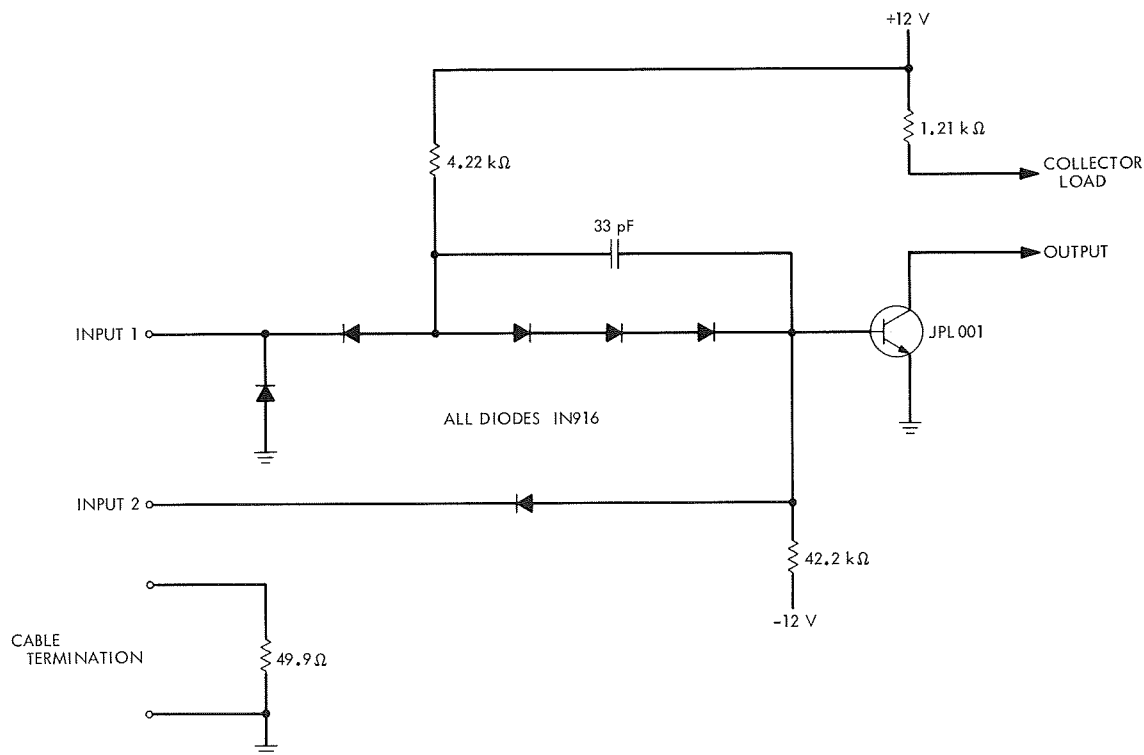 +12 V
1.21 kΩ
4.22 kΩ
COLLECTOR
LOAD
33 pF
OUTPUT
INPUT 1
JPL 001
ALL DIODES IN916
INPUT 2
42.2 kΩ
-12 V
CABLE
TERMINATION
49.9 Ω